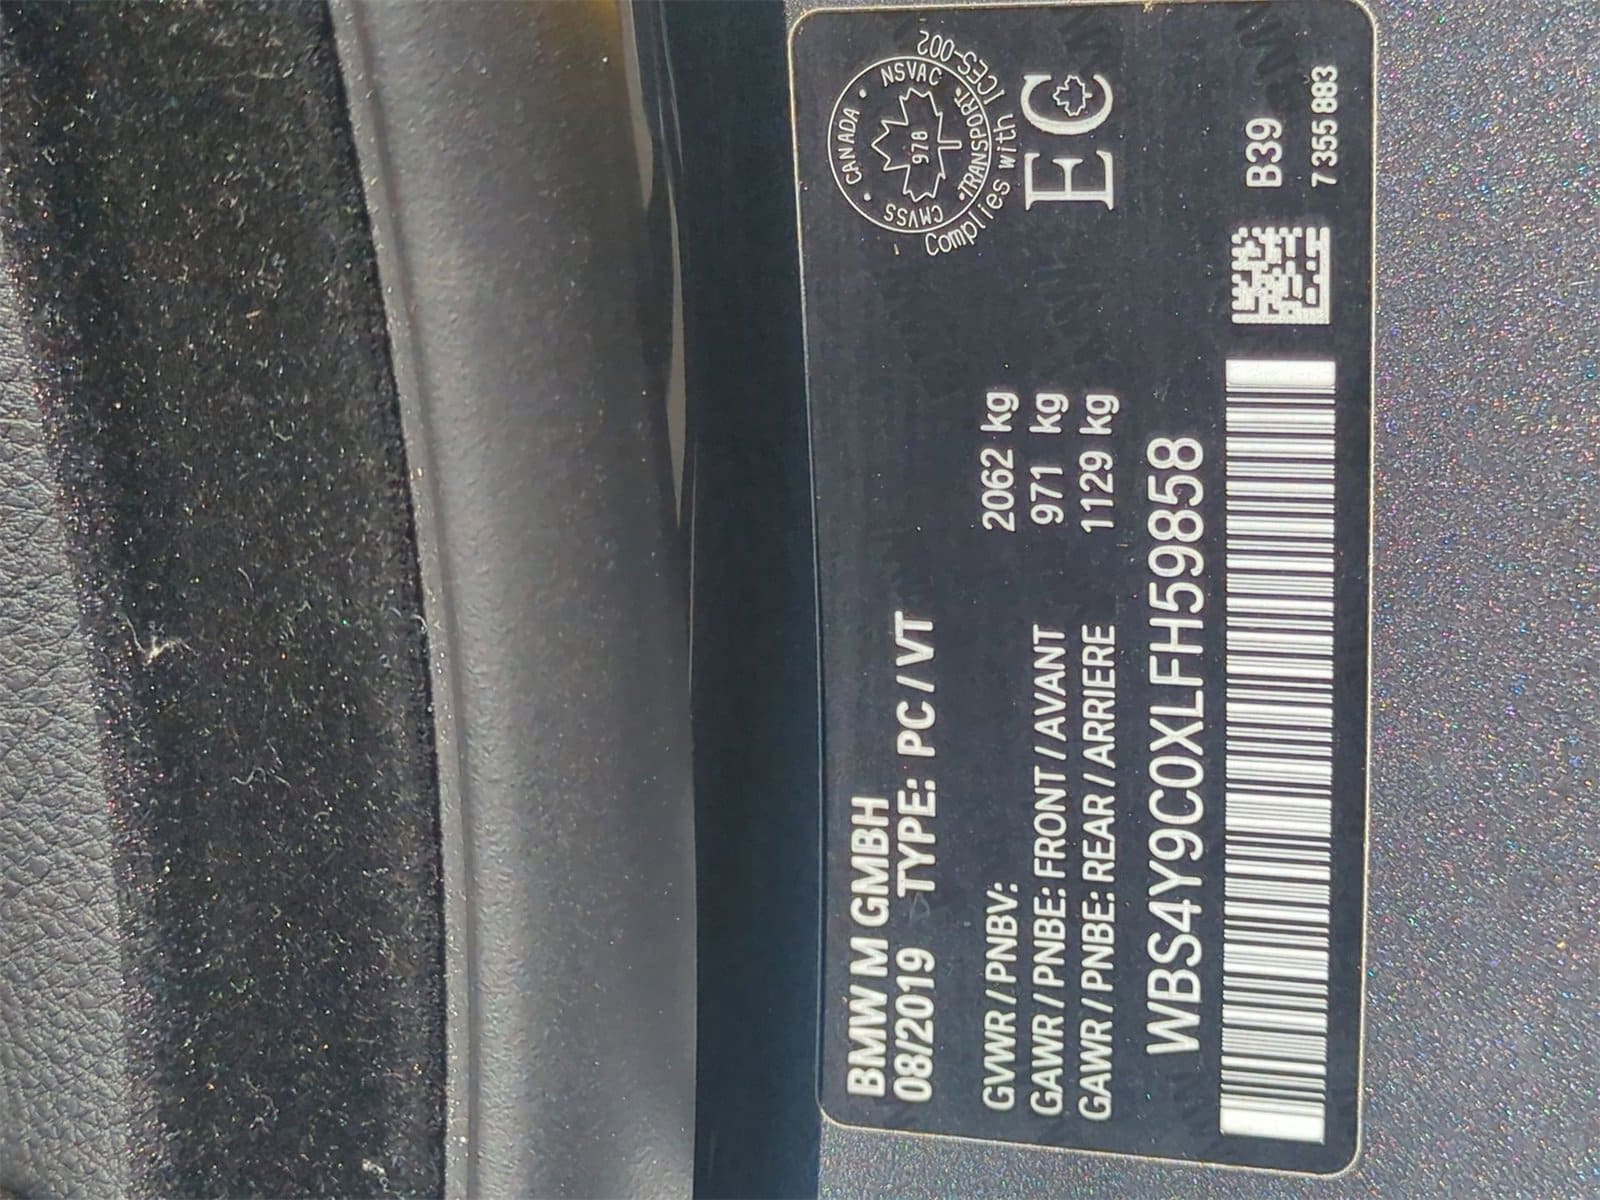 BMW M GMBH
08/2019 TYPE: PC / VT
GVWR / PNBV: 2062 kg
GAWR / PNBE: FRONT / AVANT 971 kg
GAWR / PNBE: REAR / ARRIERE 1129 kg
WBS4Y9C0XLFH59858
CANADA • NSVAC • TRANSPORT • CMVSS •
978
Complies with ICES-002
EC
B39
7 355 883